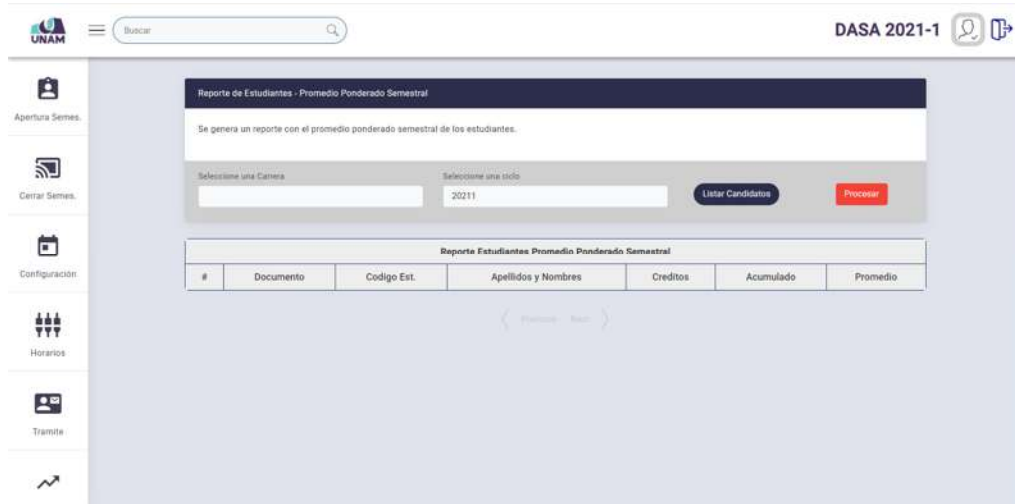 UNAM
Buscar
DASA 2021-1
Apertura Semes.
Cerrar Semes.
Configuración
Horarios
Tramite
Reporte de Estudiantes - Promedio Ponderado Semestral
Se genera un reporte con el promedio ponderado semestral de los estudiantes.
Seleccione una Carrera
Seleccione una ciclo
20211
Listar Candidatos
Procesar
Reporte Estudiantes Promedio Ponderado Semestral
# Documento Codigo Est. Apellidos y Nombres Creditos Acumulado Promedio
Previous Next